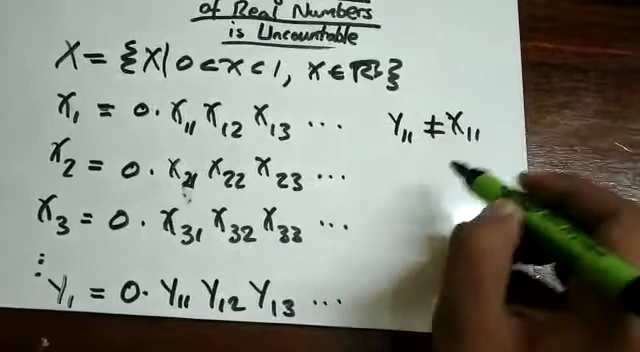 of Real Numbers
is Uncountable
X = {x | 0 < x < 1, x ∈ ℝ}
x₁ = 0. x₁₁ x₁₂ x₁₃ ...
y₁₁ ≠ x₁₁
x₂ = 0. x₂₁ x₂₂ x₂₃ ...
x₃ = 0. x₃₁ x₃₂ x₃₃ ...
⋮
y₁ = 0. y₁₁ y₁₂ y₁₃ ...